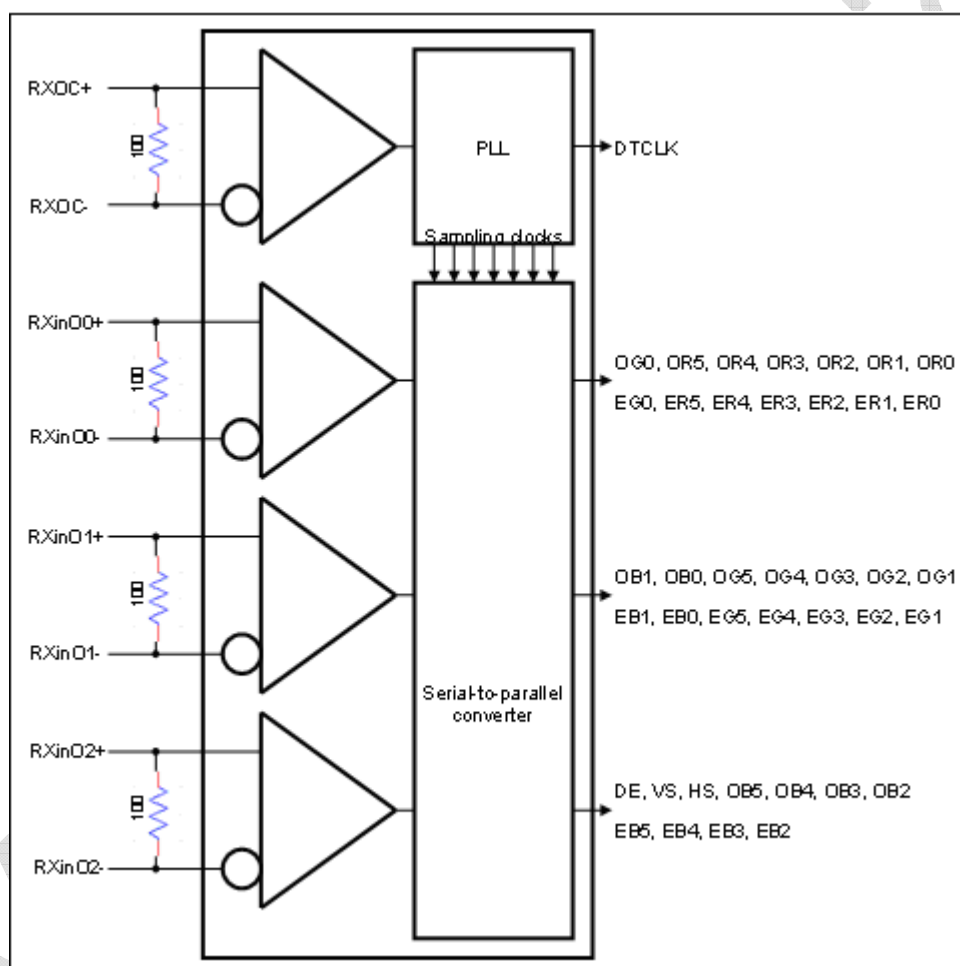 RXOC+
100
RXOC-
PLL
DTCLK
Sampling clocks
RXinO0+
100
RXinO0-
OG0, OR5, OR4, OR3, OR2, OR1, OR0
EG0, ER5, ER4, ER3, ER2, ER1, ER0
RXinO1+
100
RXinO1-
OB1, OB0, OG5, OG4, OG3, OG2, OG1
EB1, EB0, EG5, EG4, EG3, EG2, EG1
Serial-to-parallel
converter
RXinO2+
100
RXinO2-
DE, VS, HS, OB5, OB4, OB3, OB2
EB5, EB4, EB3, EB2